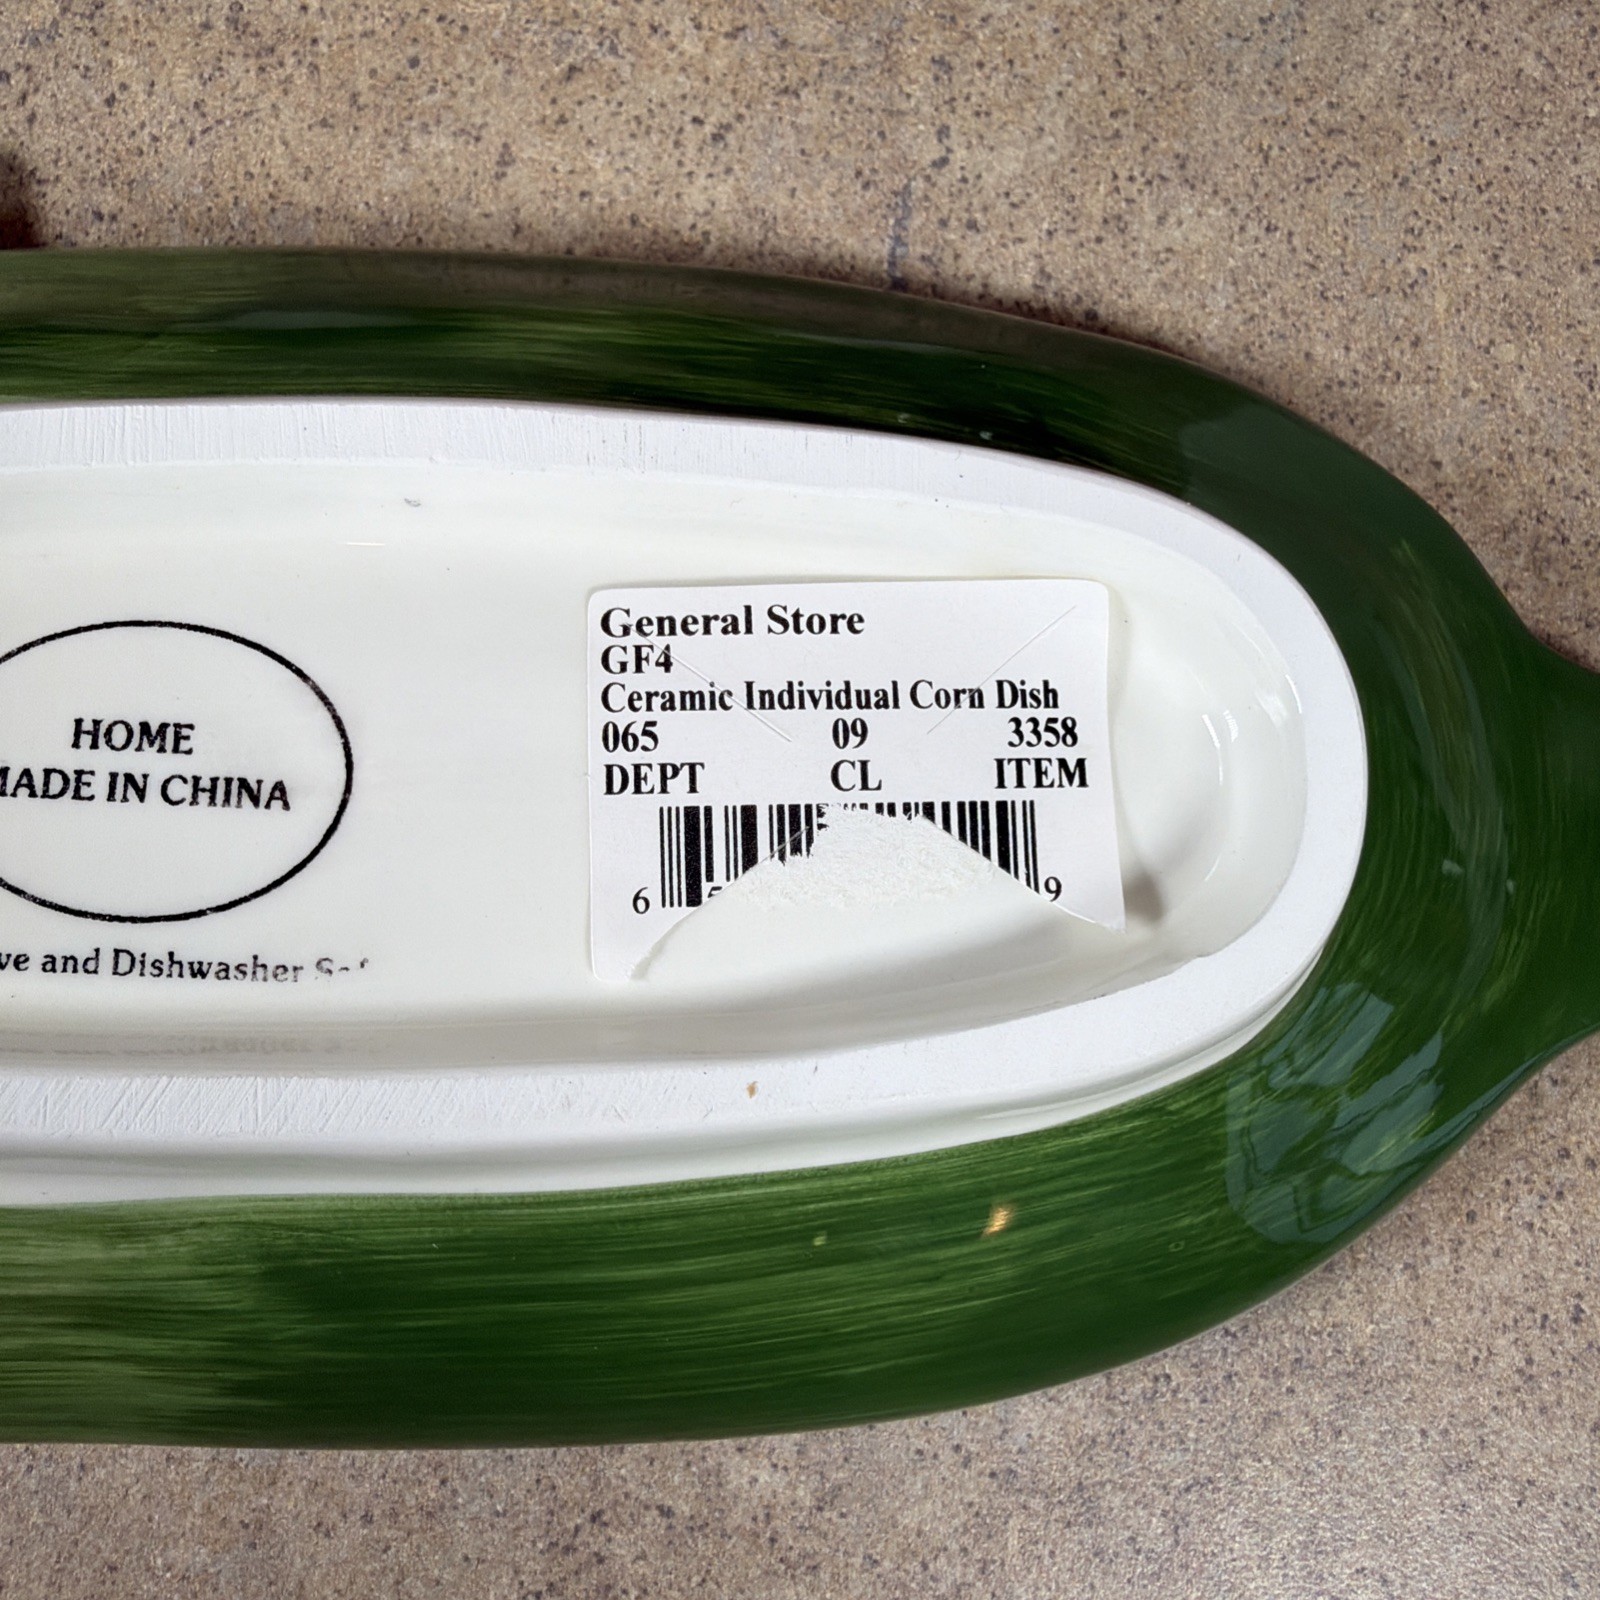 General Store
GF4
Ceramic Individual Corn Dish
065 09 3358
DEPT CL ITEM
6 5 9
HOME
MADE IN CHINA
ve and Dishwasher